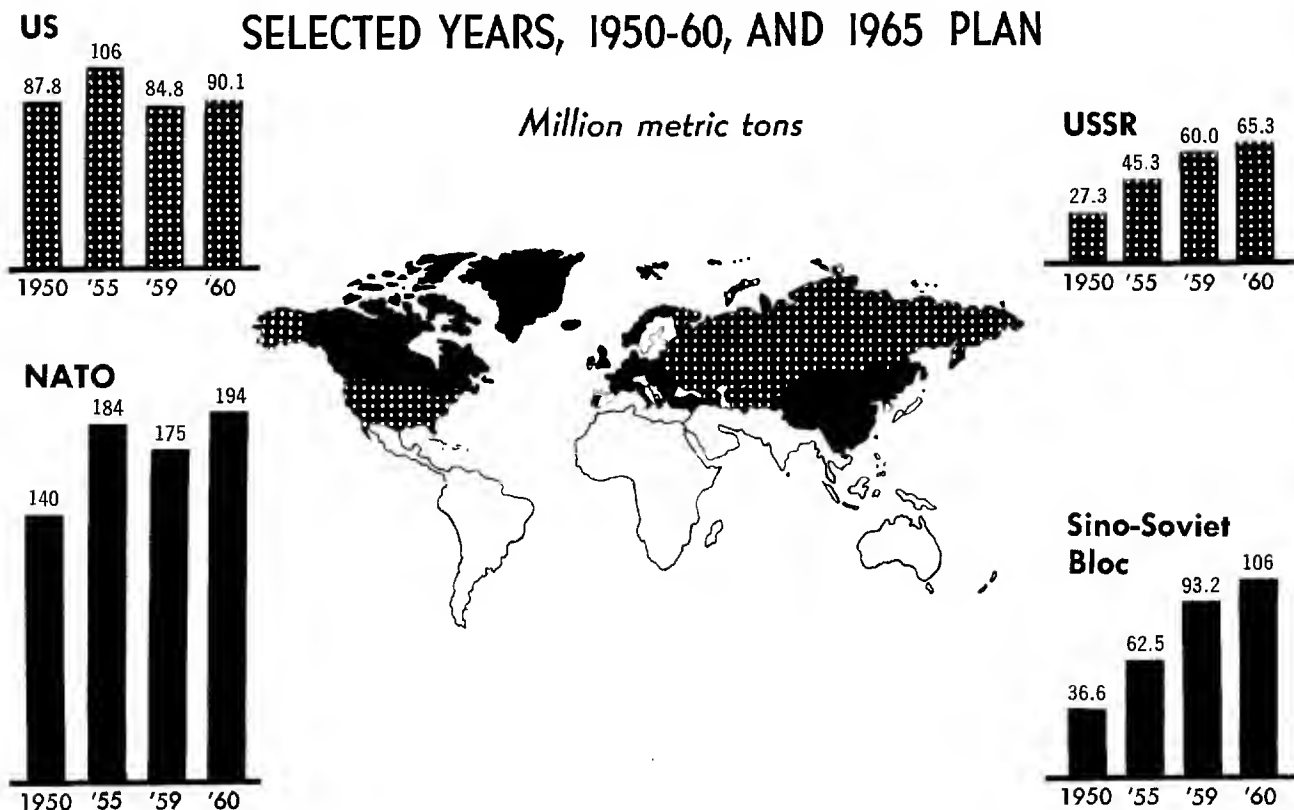 SELECTED YEARS, 1950-60, AND 1965 PLAN
Million metric tons
US
87.8 106 84.8 90.1
1950 '55 '59 '60
NATO
140 184 175 194
1950 '55 '59 '60
USSR
27.3 45.3 60.0 65.3
1950 '55 '59 '60
Sino-Soviet
Bloc
36.6 62.5 93.2 106
1950 '55 '59 '60